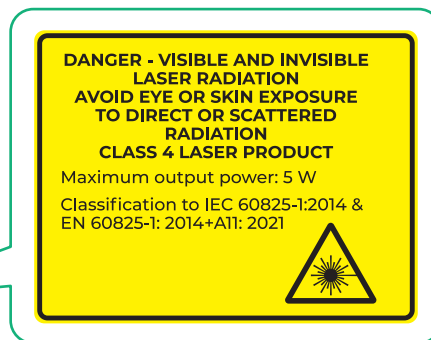 DANGER - VISIBLE AND INVISIBLE
LASER RADIATION
AVOID EYE OR SKIN EXPOSURE
TO DIRECT OR SCATTERED
RADIATION
CLASS 4 LASER PRODUCT
Maximum output power: 5 W
Classification to IEC 60825-1:2014 &
EN 60825-1: 2014+A11: 2021